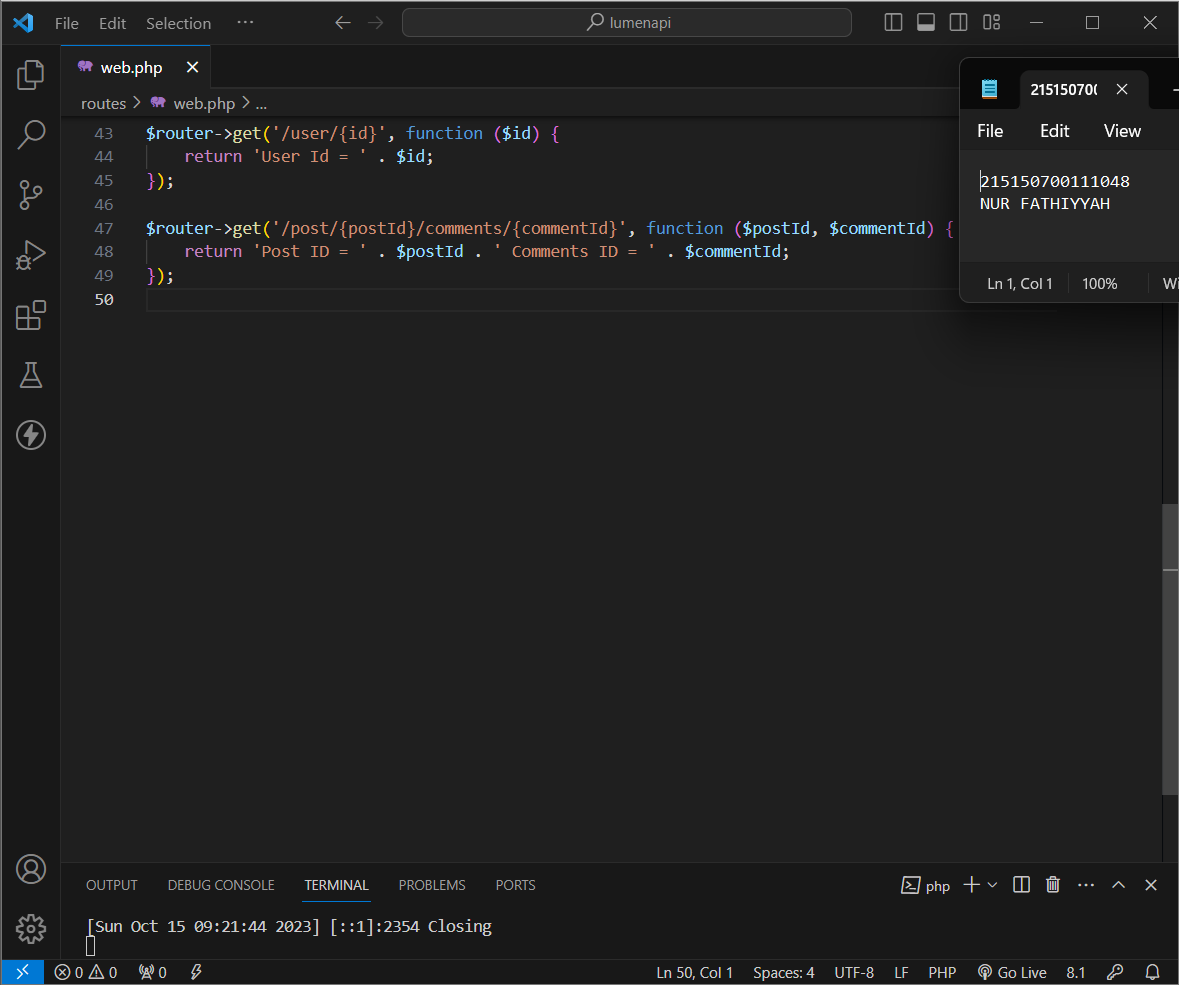 File Edit Selection ··· lumenapi
web.php
routes > web.php > ...
43 $router->get('/user/{id}', function ($id) {
44 return 'User Id = ' . $id;
45 });
46
47 $router->get('/post/{postId}/comments/{commentId}', function ($postId, $commentId) {
48 return 'Post ID = ' . $postId . ' Comments ID = ' . $commentId;
49 });
50
21515070
File Edit View
215150700111048
NUR FATHIYYAH
Ln 1, Col 1 100% Wi
OUTPUT DEBUG CONSOLE TERMINAL PROBLEMS PORTS php
[Sun Oct 15 09:21:44 2023] [::1]:2354 Closing
0 0 0 Ln 50, Col 1 Spaces: 4 UTF-8 LF PHP Go Live 8.1